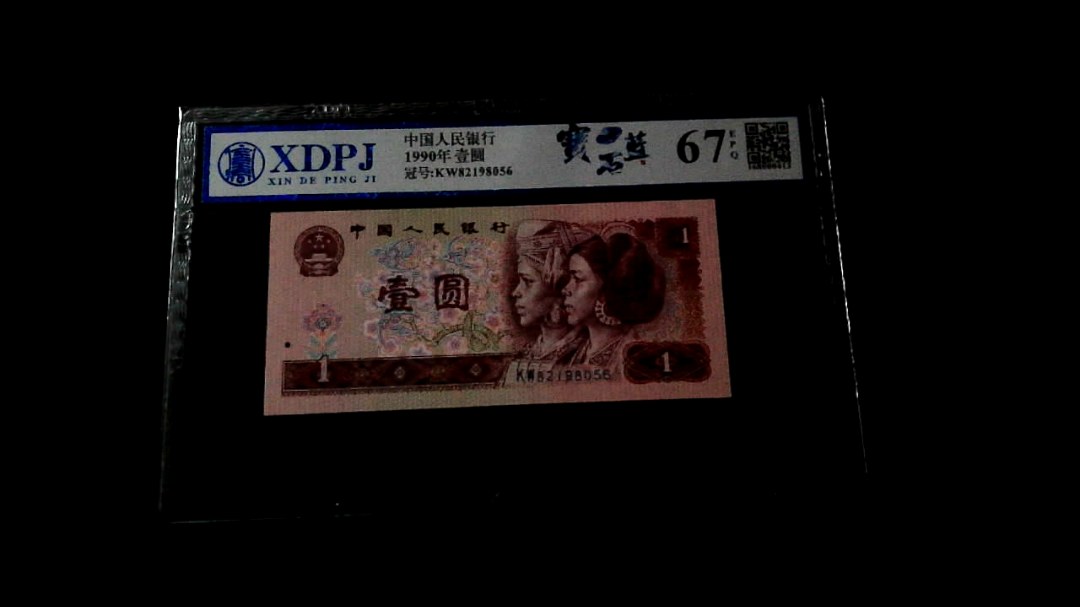 XDPJ
XIN DE PING JI
中国人民银行
1990年 壹圆
冠号:KW82198056
67
EPQ
中国人民银行
1
壹圆
1
KW82198056
1